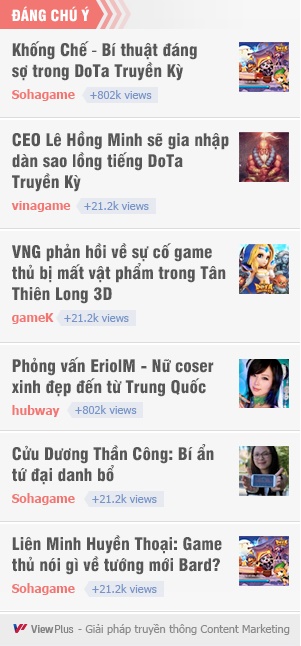 ĐÁNG CHÚ Ý
Khống Chế - Bí thuật đáng
sợ trong DoTa Truyền Kỳ
Sohagame +802k views
CEO Lê Hồng Minh sẽ gia nhập
dàn sao lồng tiếng DoTa
Truyền Kỳ
vinagame +21.2k views
VNG phản hồi về sự cố game
thủ bị mất vật phẩm trong Tân
Thiên Long 3D
gameK +21.2k views
Phỏng vấn EriolM - Nữ coser
xinh đẹp đến từ Trung Quốc
hubway +802k views
Cửu Dương Thần Công: Bí ẩn
tứ đại danh bổ
Sohagame +21.2k views
Liên Minh Huyền Thoại: Game
thủ nói gì về tướng mới Bard?
Sohagame +21.2k views
ViewPlus - Giải pháp truyền thông Content Marketing